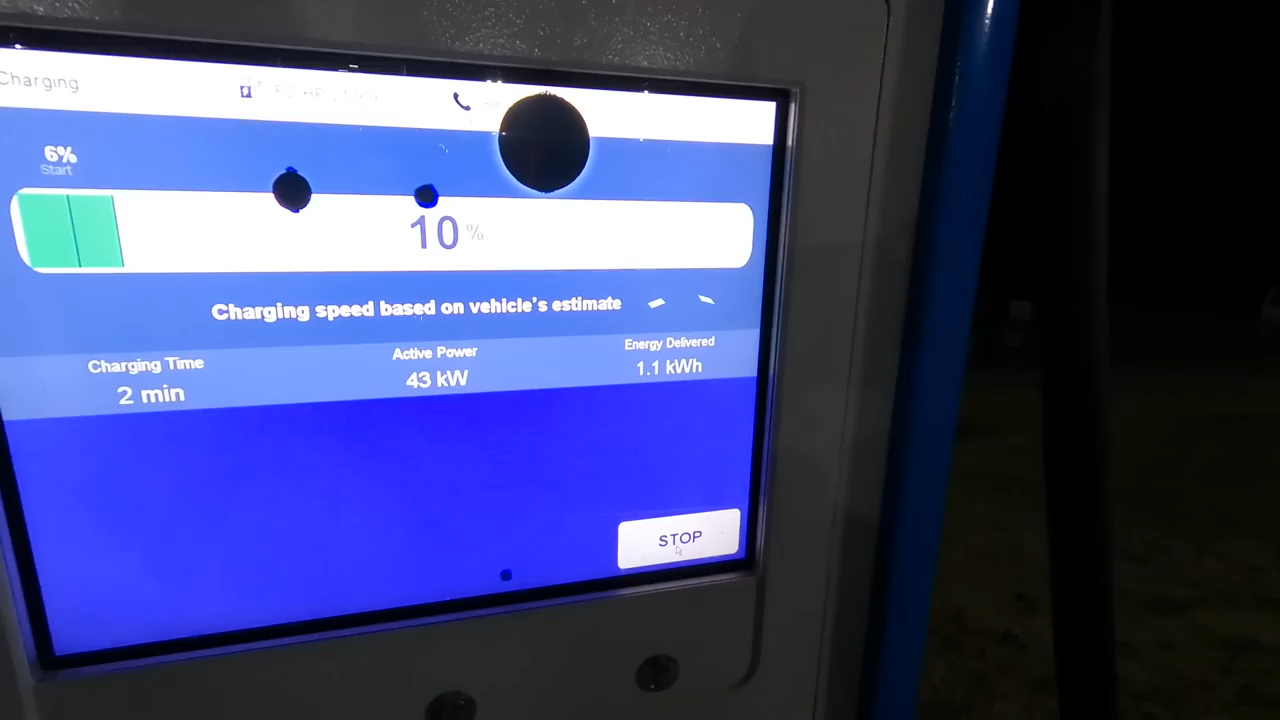 Charging
6%
Start
10 %
Charging speed based on vehicle's estimate
Charging Time
Active Power
Energy Delivered
2 min
43 kW
1.1 kWh
STOP